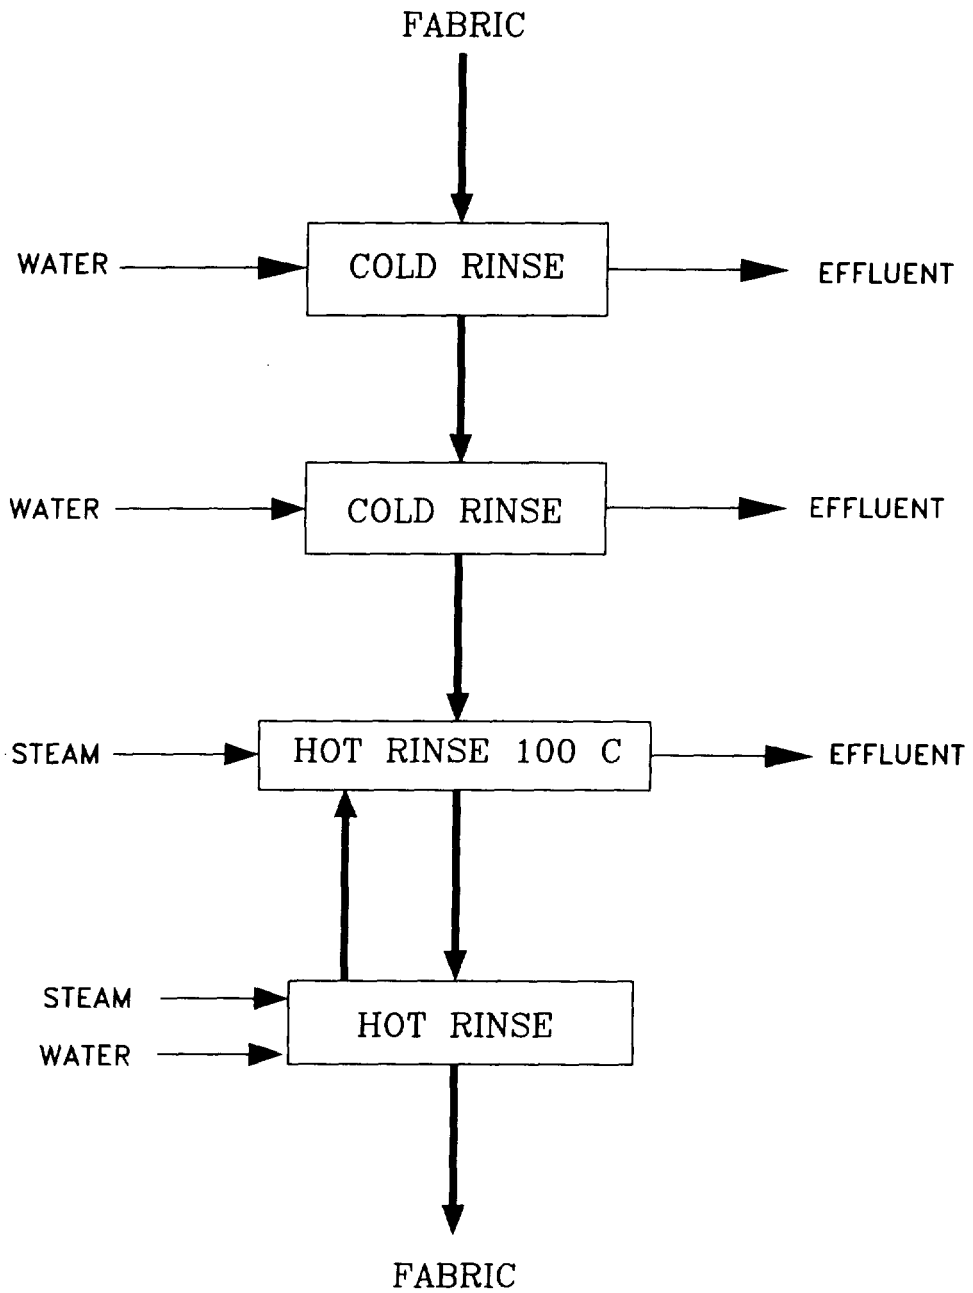 FABRIC
WATER
COLD RINSE
EFFLUENT
WATER
COLD RINSE
EFFLUENT
STEAM
HOT RINSE 100 C
EFFLUENT
STEAM
HOT RINSE
WATER
FABRIC